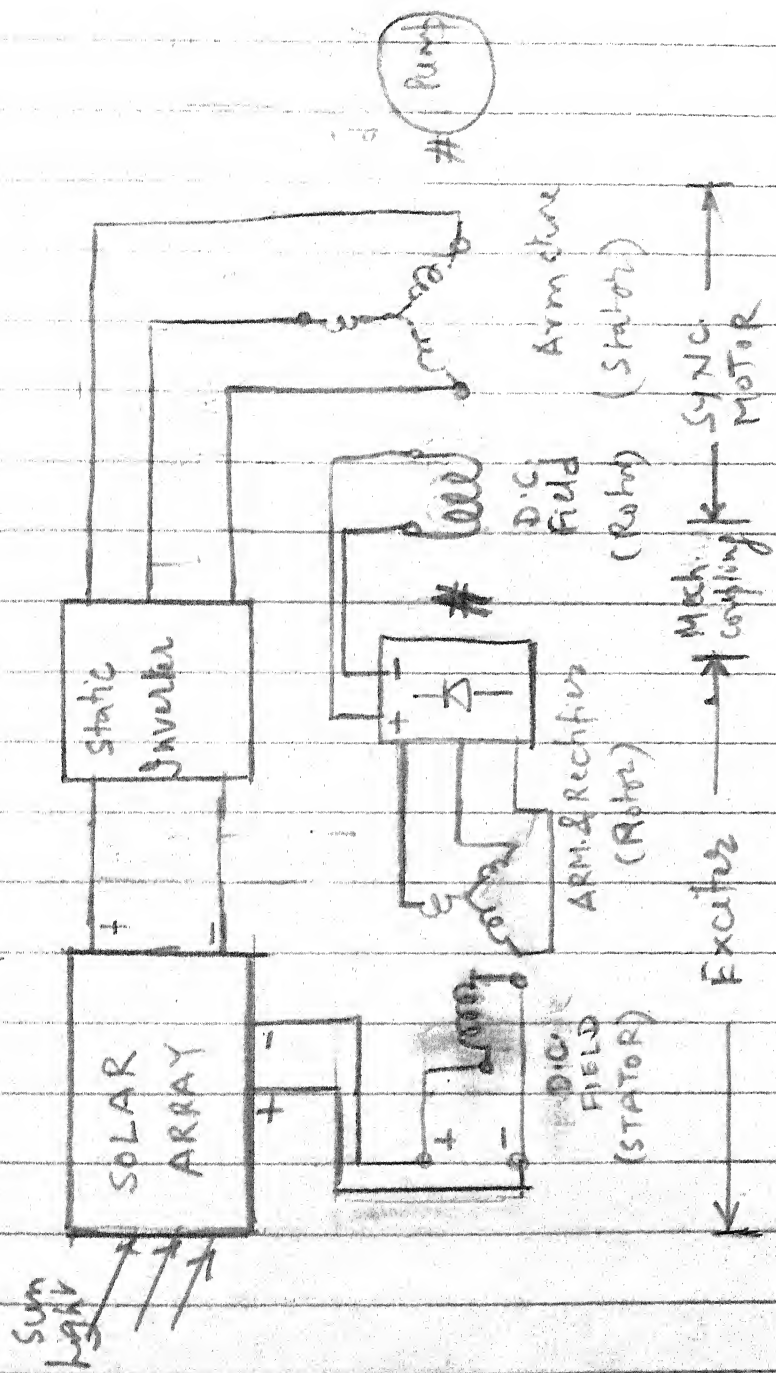 Sun
Light
SOLAR
ARRAY
+
-
Static
Inverter
+
-
+
-
D.C.
FIELD
(STATOR)
ARM. & Rectifier
(Rotor)
+ -
#
D.C.
Field
(Rotor)
Armature
(Stator)
#
Pump
Exciter
Mech.
coupling
SYNC.
MOTOR